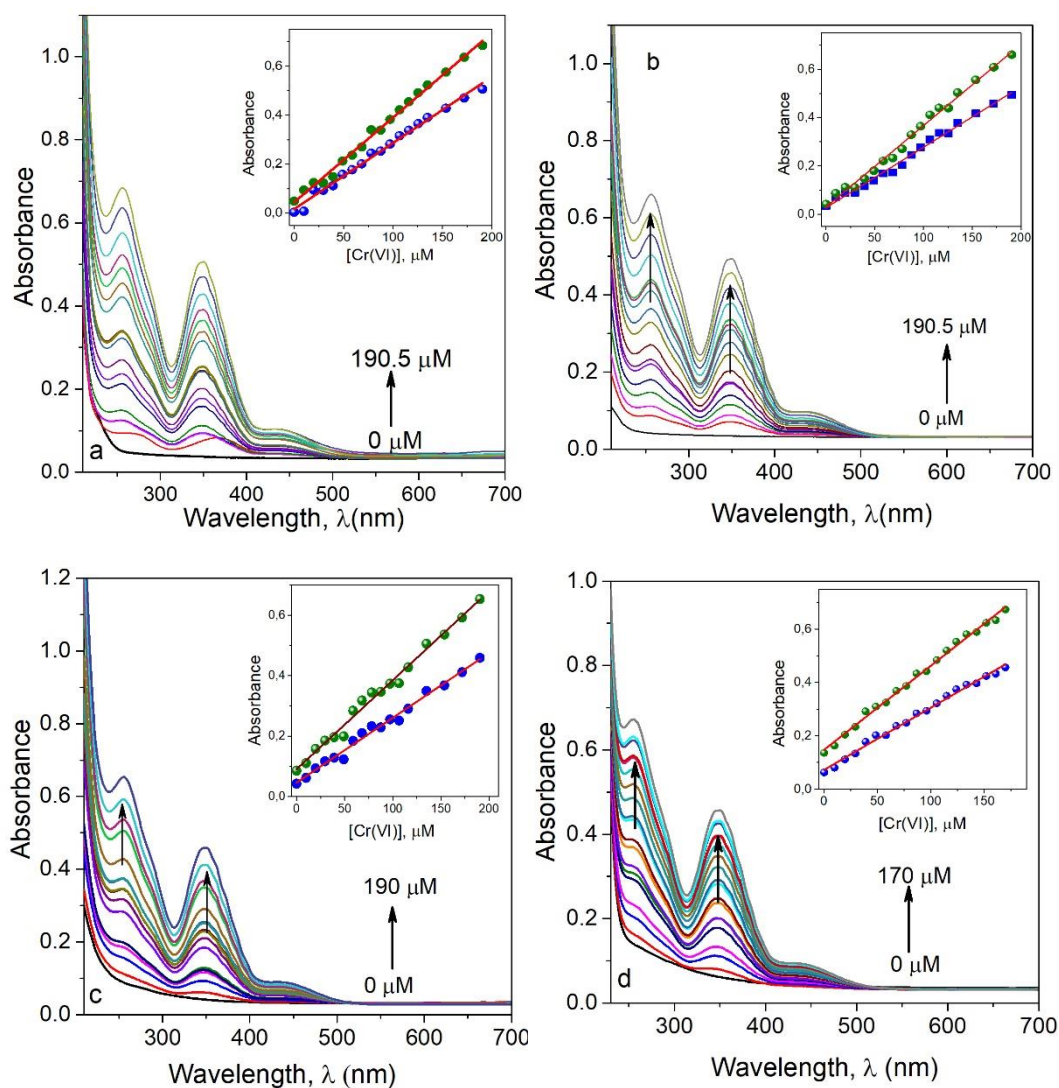 1.0
0.8
0.6
0.4
0.2
0.0
Absorbance
300 400 500 600 700
Wavelength, λ(nm)
a
190.5 μM
0 μM
0,6
0,4
0,2
0,0
Absorbance
0 50 100 150 200
[Cr(VI)], μM
1.0
0.8
0.6
0.4
0.2
0.0
Absorbance
300 400 500 600 700
Wavelength, λ(nm)
b
190.5 μM
0 μM
0,6
0,4
0,2
0,0
Absorbance
0 50 100 150 200
[Cr(VI)], μM
1.2
1.0
0.8
0.6
0.4
0.2
0.0
Absorbance
300 400 500 600 700
Wavelength, λ (nm)
c
190 μM
0 μM
0,6
0,4
0,2
0,0
Absorbance
0 50 100 150 200
[Cr(VI)], μM
1.0
0.8
0.6
0.4
0.2
0.0
Absorbance
300 400 500 600 700
Wavelength, λ (nm)
d
170 μM
0 μM
0,6
0,4
0,2
0,0
Absorbance
0 50 100 150
[Cr(VI)], μM